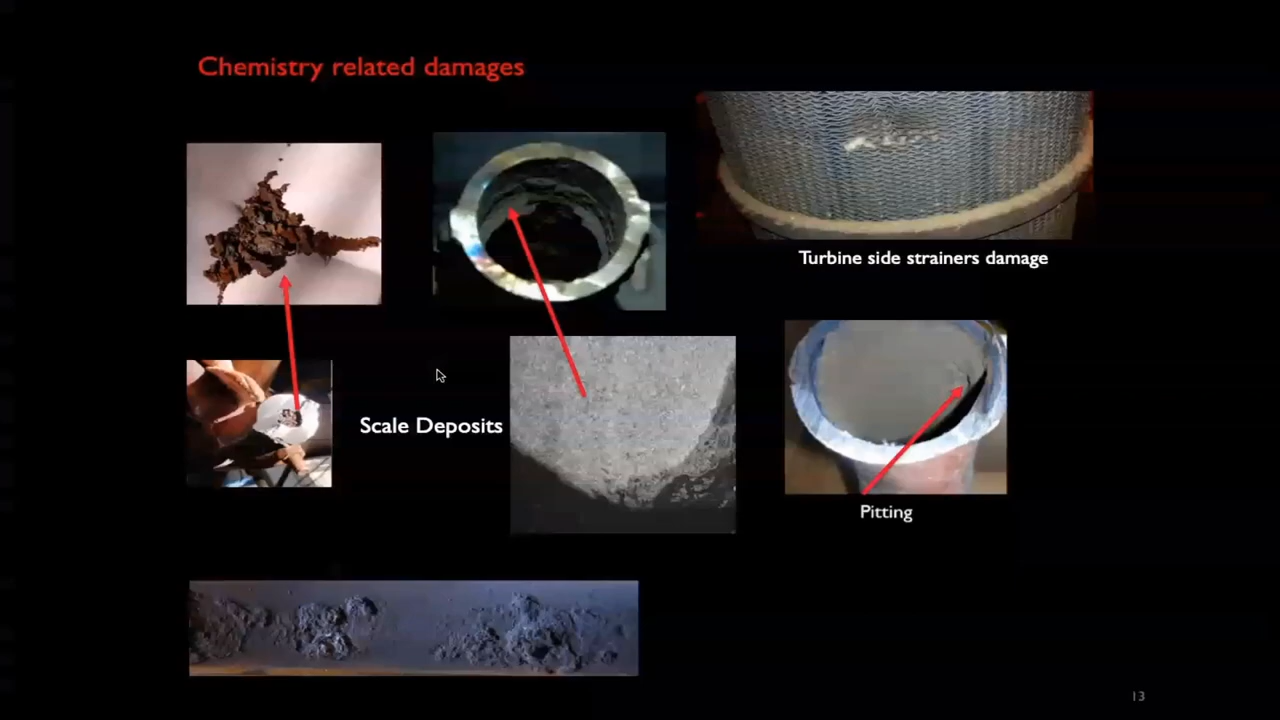 Chemistry related damages
Turbine side strainers damage
Scale Deposits
Pitting
13